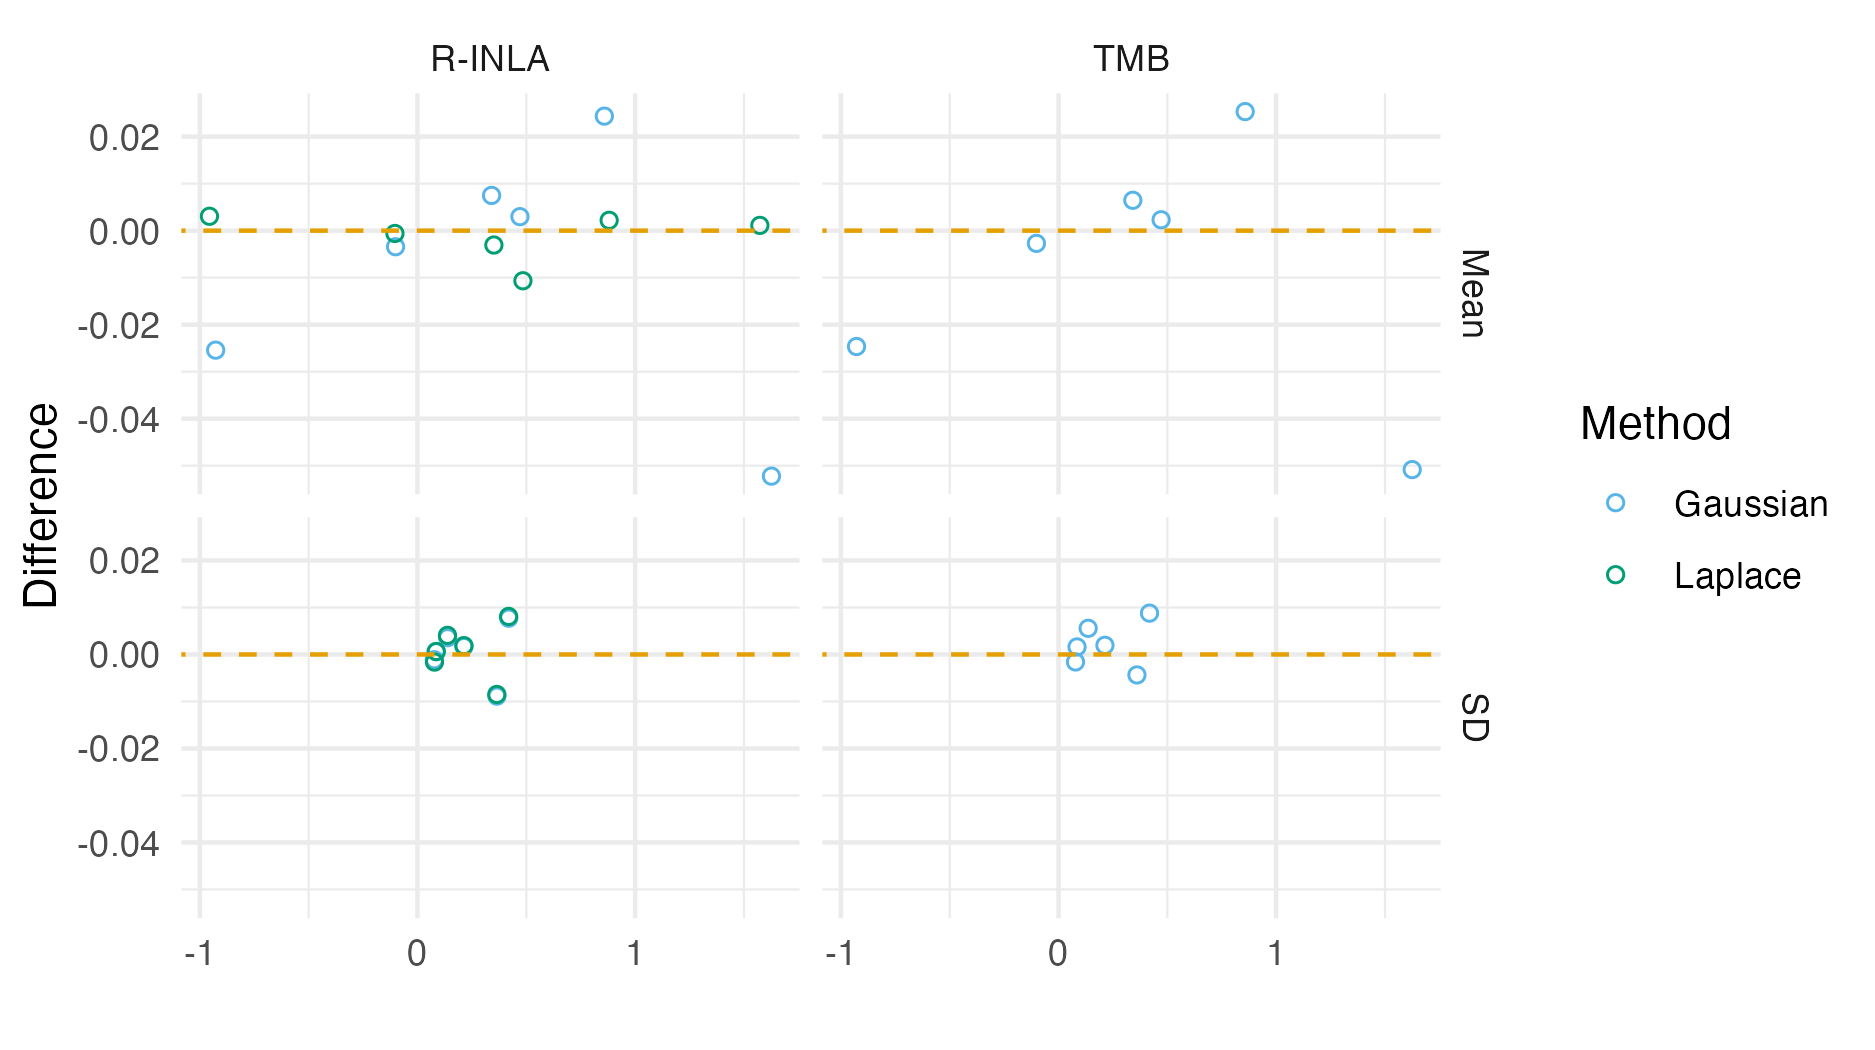 R-INLA TMB
0.02
0.00
-0.02
-0.04
Mean
0.02
0.00
-0.02
-0.04
SD
Difference
-1 0 1 -1 0 1
Method
Gaussian
Laplace